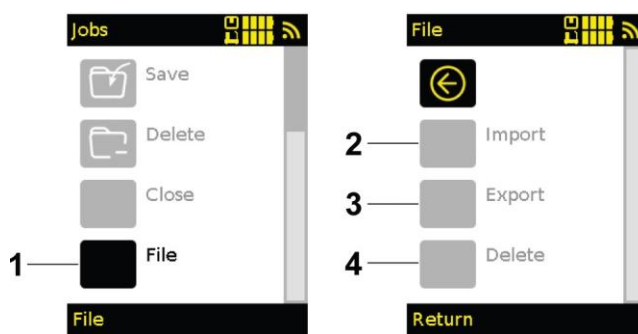 Jobs
Save
Delete
Close
1
File
File
File
2
Import
3
Export
4
Delete
Return